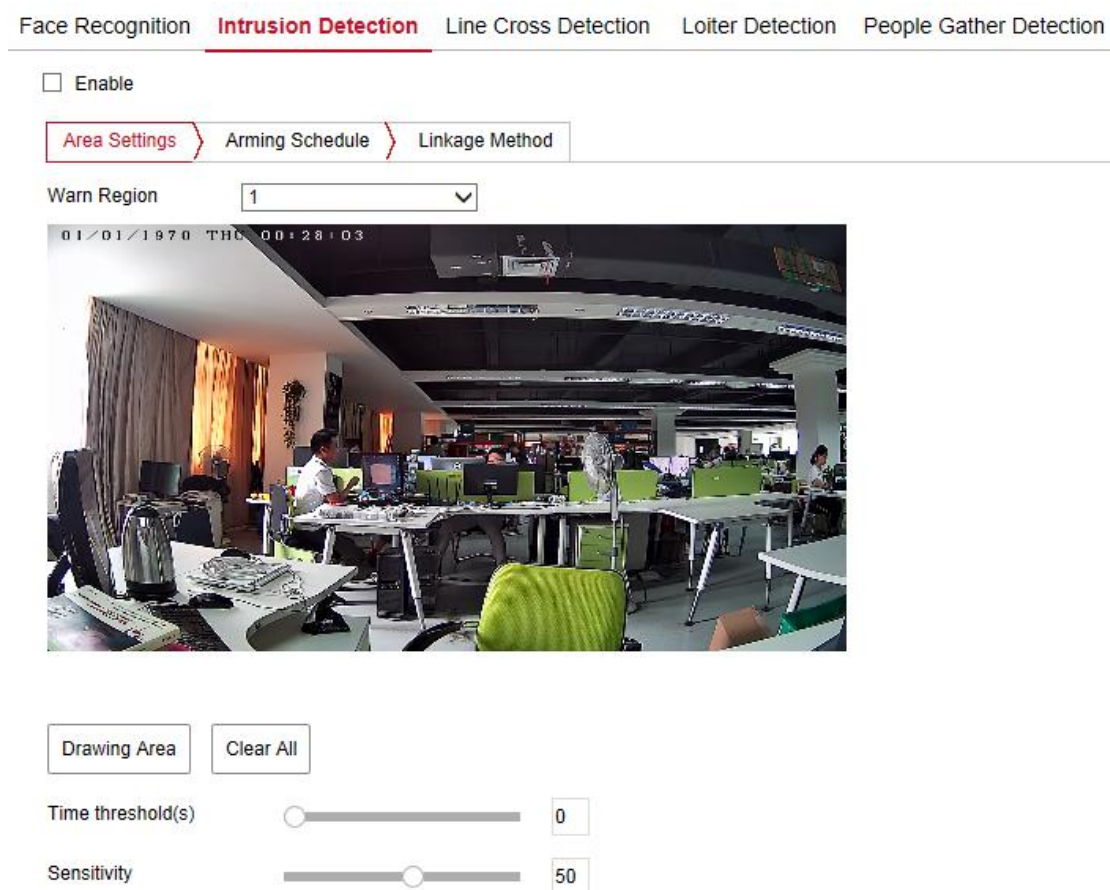 Face Recognition Intrusion Detection Line Cross Detection Loiter Detection People Gather Detection
Enable
Area Settings Arming Schedule Linkage Method
Warn Region 1
01/01/1970 THU 00:28:03
Drawing Area Clear All
Time threshold(s) 0
Sensitivity 50